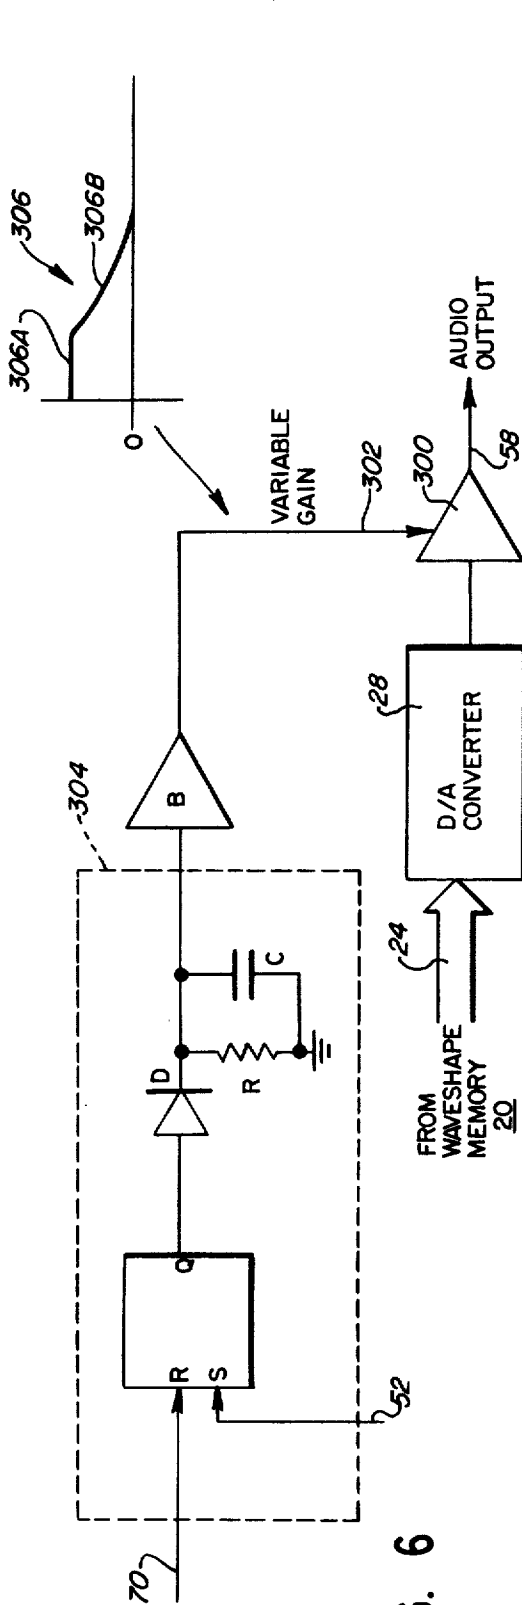 306
306A
306B
O
VARIABLE
GAIN
302
AUDIO
OUTPUT
300
58
304
B
28
D/A
CONVERTER
24
FROM
WAVESHAPE
MEMORY
20
D
R
C
Q
R
S
70
52
6